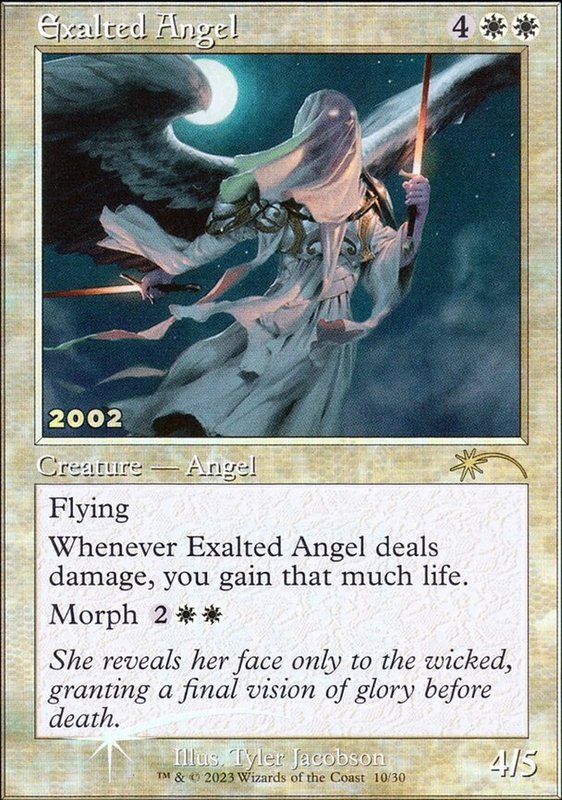 Exalted Angel 4
2002
Creature — Angel
Flying
Whenever Exalted Angel deals
damage, you gain that much life.
Morph 2
She reveals her face only to the wicked,
granting a final vision of glory before
death.
Illus. Tyler Jacobson
™ & © 2023 Wizards of the Coast 10/30
4/5